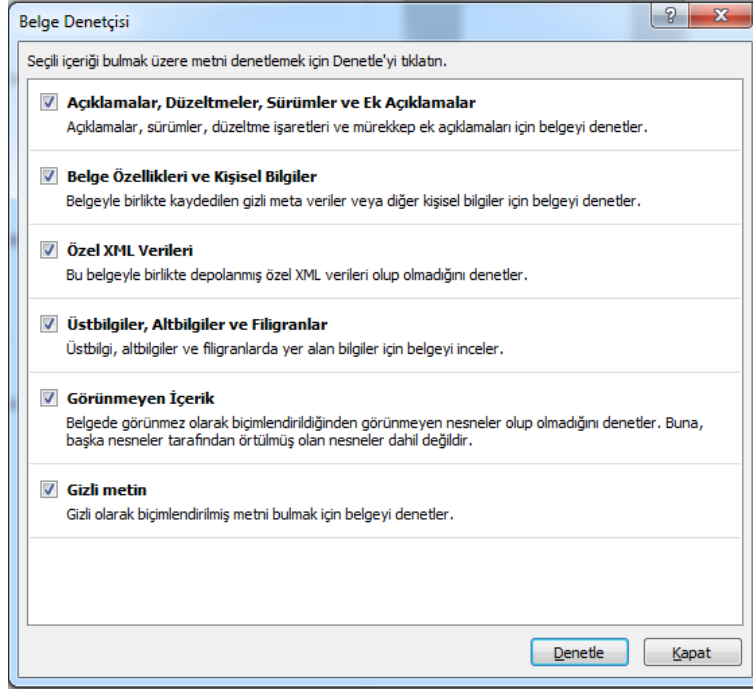 Belge Denetçisi
Seçili içeriği bulmak üzere metni denetlemek için Denetle'yi tıklatın.
Açıklamalar, Düzeltmeler, Sürümler ve Ek Açıklamalar
Açıklamalar, sürümler, düzeltme işaretleri ve mürekkep ek açıklamaları için belgeyi denetler.
Belge Özellikleri ve Kişisel Bilgiler
Belgeyle birlikte kaydedilen gizli meta veriler veya diğer kişisel bilgiler için belgeyi denetler.
Özel XML Verileri
Bu belgeyle birlikte depolanmış özel XML verileri olup olmadığını denetler.
Üstbilgiler, Altbilgiler ve Filigranlar
Üstbilgi, altbilgiler ve filigranlarda yer alan bilgiler için belgeyi inceler.
Görünmeyen İçerik
Belgede görünmez olarak biçimlendirildiğinden görünmeyen nesneler olup olmadığını denetler. Buna,
başka nesneler tarafından örtülmüş olan nesneler dahil değildir.
Gizli metin
Gizli olarak biçimlendirilmiş metni bulmak için belgeyi denetler.
Denetle
Kapat